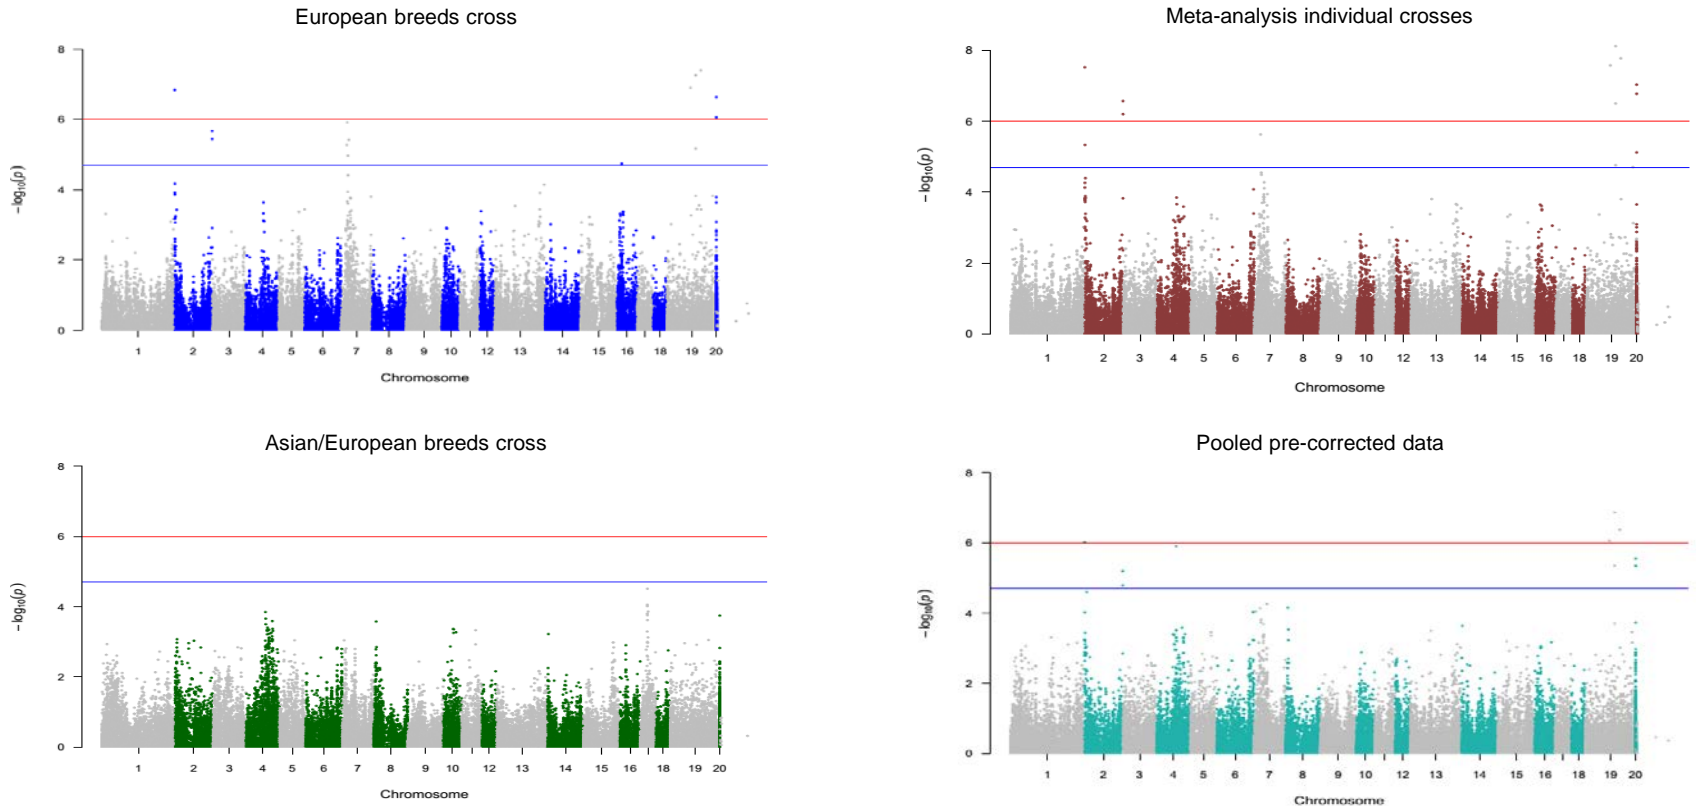 European breeds cross
8
6
4
2
0
−log10(p)
1 2 3 4 5 6 7 8 9 10 12 13 14 15 16 18 19 20
Chromosome
Meta-analysis individual crosses
8
6
4
2
0
−log10(p)
1 2 3 4 5 6 7 8 9 10 12 13 14 15 16 18 19 20
Chromosome
Asian/European breeds cross
8
6
4
2
0
−log10(p)
1 2 3 4 5 6 7 8 9 10 12 13 14 15 16 18 19 20
Chromosome
Pooled pre-corrected data
8
6
4
2
0
−log10(p)
1 2 3 4 5 6 7 8 9 10 12 13 14 15 16 18 19 20
Chromosome